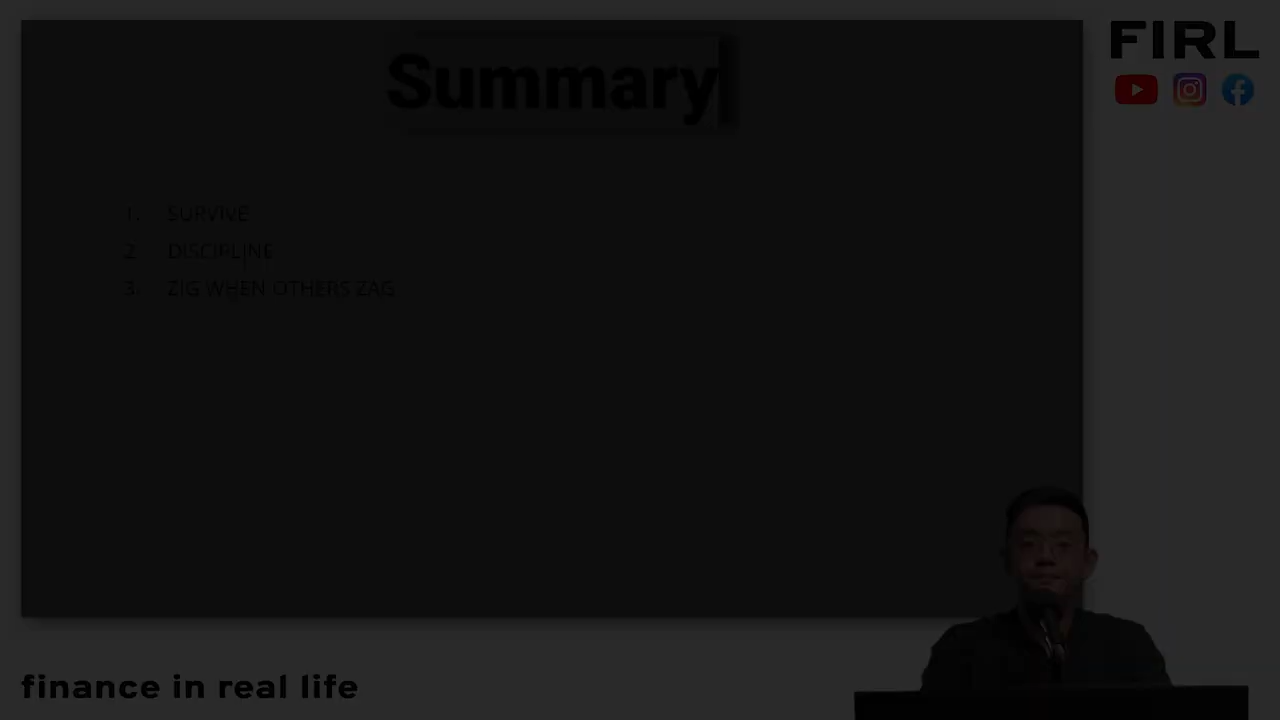 FIRL
Summary
1. SURVIVE
2. DISCIPLINE
3. ZIG WHEN OTHERS ZAG
finance in real life